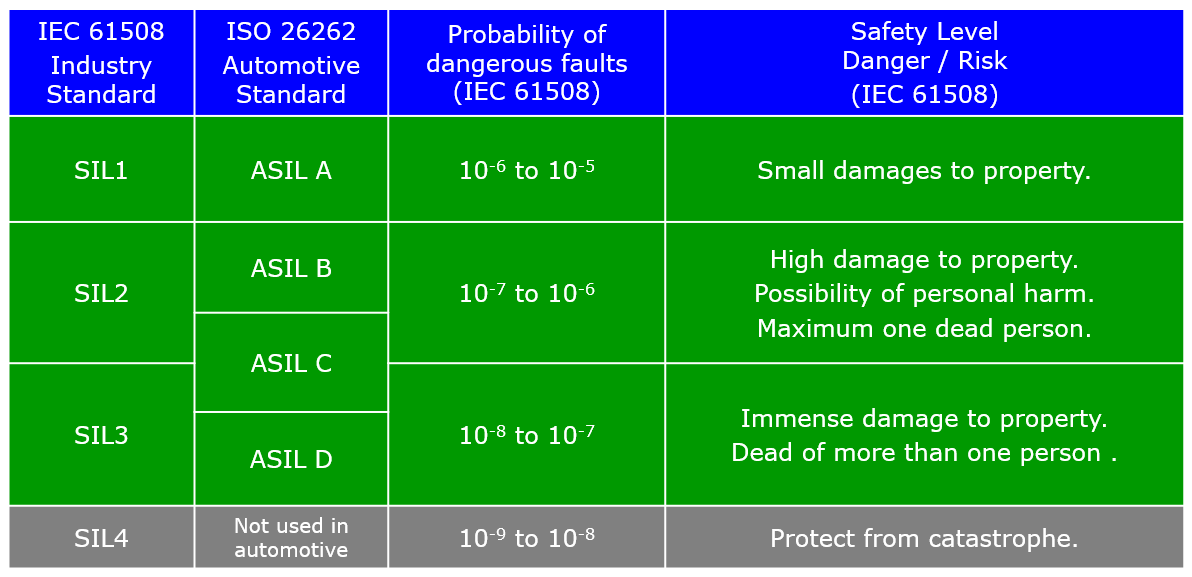 IEC 61508
Industry
Standard
ISO 26262
Automotive
Standard
Probability of
dangerous faults
(IEC 61508)
Safety Level
Danger / Risk
(IEC 61508)
SIL1
ASIL A
10⁻⁶ to 10⁻⁵
Small damages to property.
SIL2
ASIL B
ASIL C
10⁻⁷ to 10⁻⁶
High damage to property.
Possibility of personal harm.
Maximum one dead person.
SIL3
ASIL D
10⁻⁸ to 10⁻⁷
Immense damage to property.
Dead of more than one person .
SIL4
Not used in
automotive
10⁻⁹ to 10⁻⁸
Protect from catastrophe.